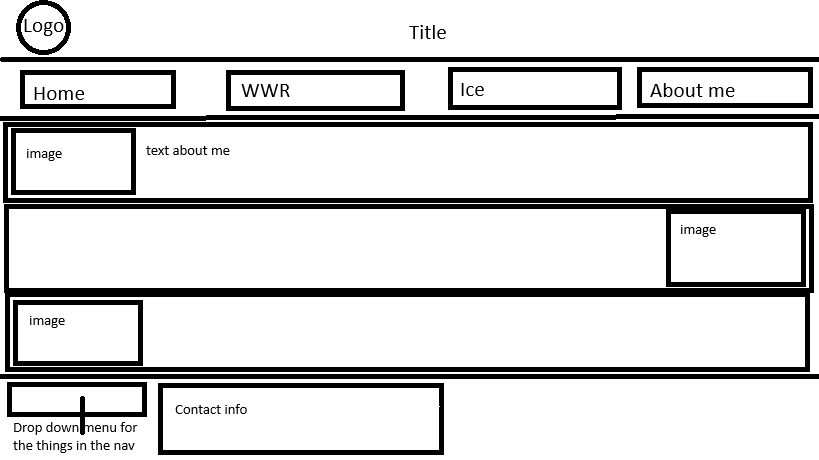 Logo
Title
Home
WWR
Ice
About me
image
text about me
image
image
Drop down menu for
the things in the nav
Contact info